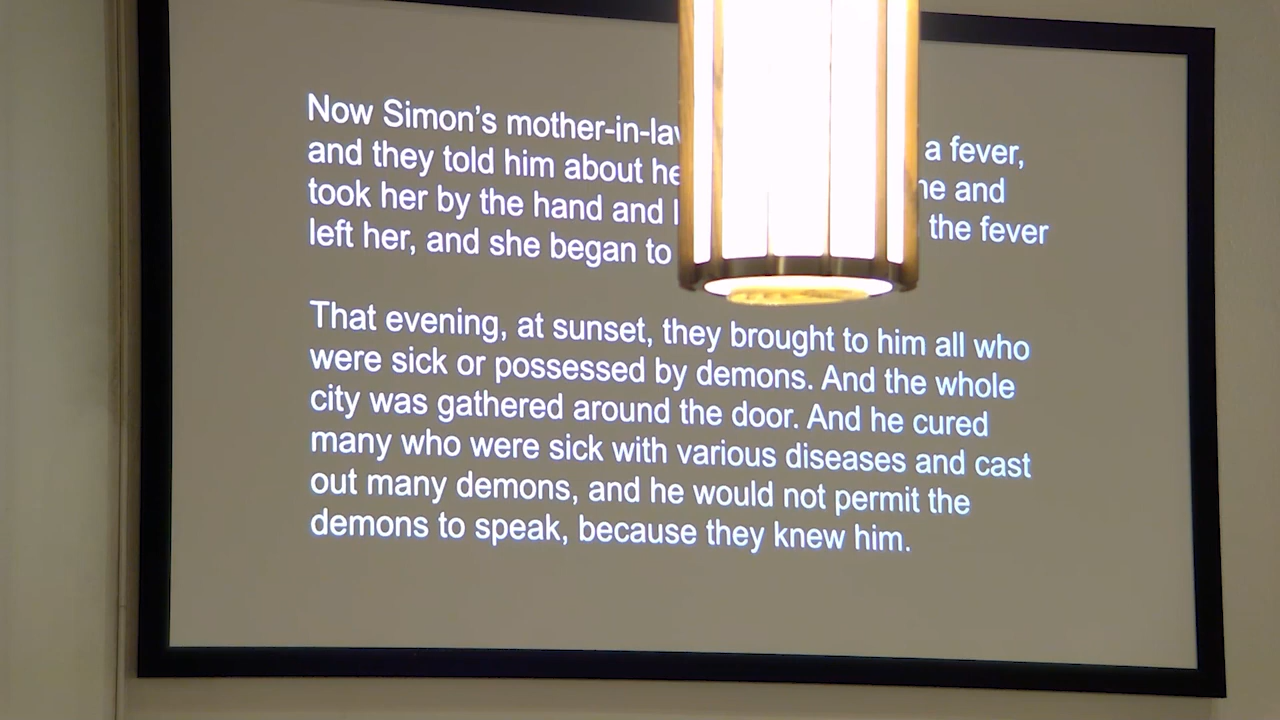 Now Simon's mother-in-law a fever,
and they told him about and
took her by the hand and the fever
left her, and she began to
That evening, at sunset, they brought to him all who
were sick or possessed by demons. And the whole
city was gathered around the door. And he cured
many who were sick with various diseases and cast
out many demons, and he would not permit the
demons to speak, because they knew him.